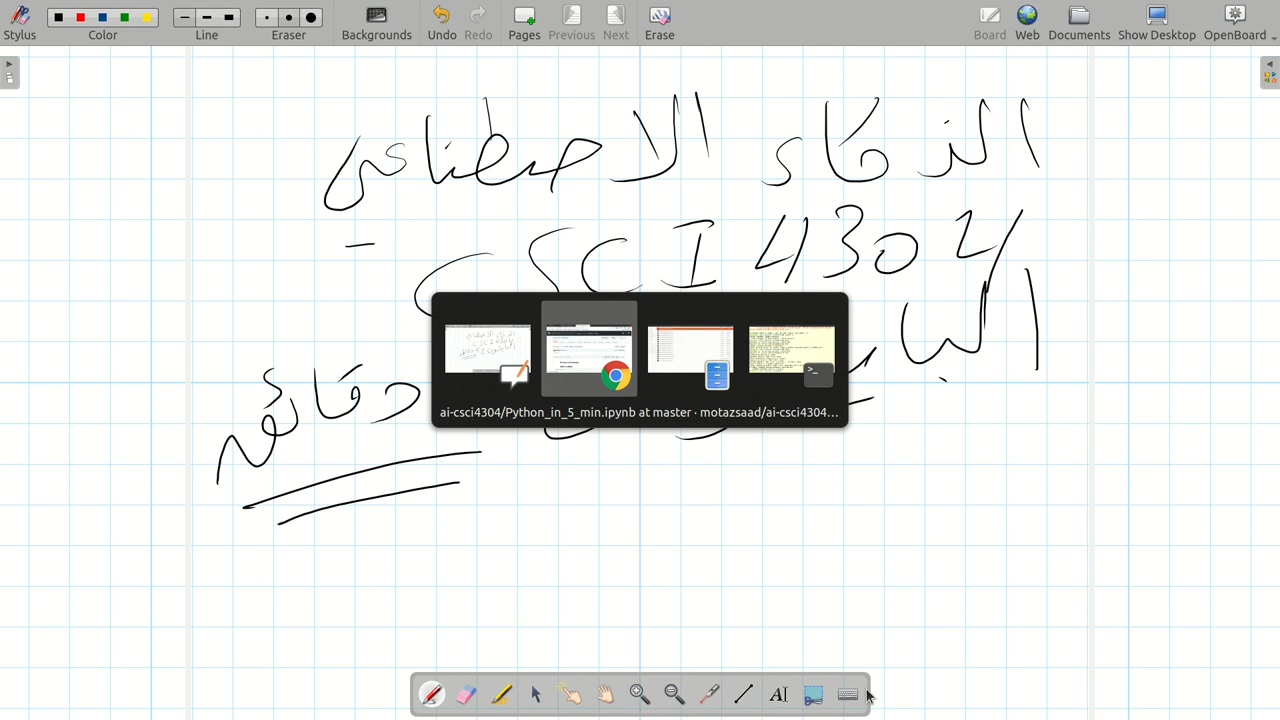 Stylus Color Line Eraser Backgrounds Undo Redo Pages Previous Next Erase Board Web Documents Show Desktop OpenBoard
الذكاء الاصطناعي
CSCI 4304
دقائق
ai-csci4304/Python_in_5_min.ipynb at master · motazsaad/ai-csci4304...